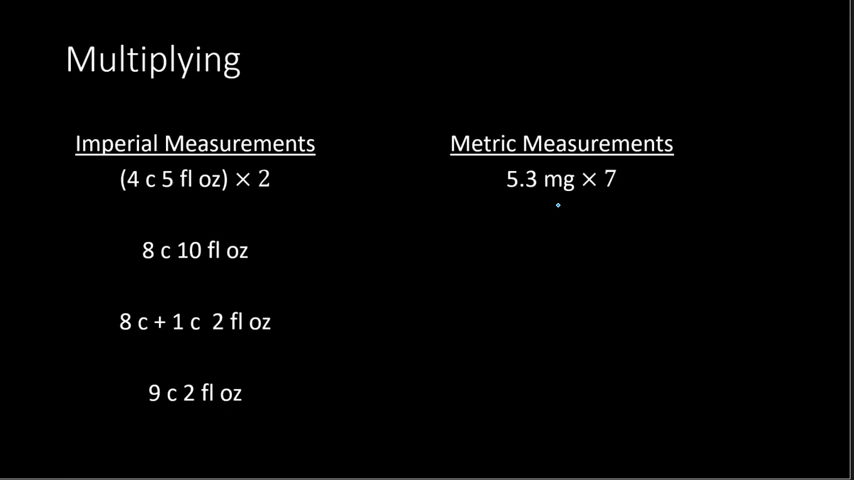 Multiplying
Imperial Measurements
(4 c 5 fl oz) × 2
8 c 10 fl oz
8 c + 1 c  2 fl oz
9 c 2 fl oz
Metric Measurements
5.3 mg × 7